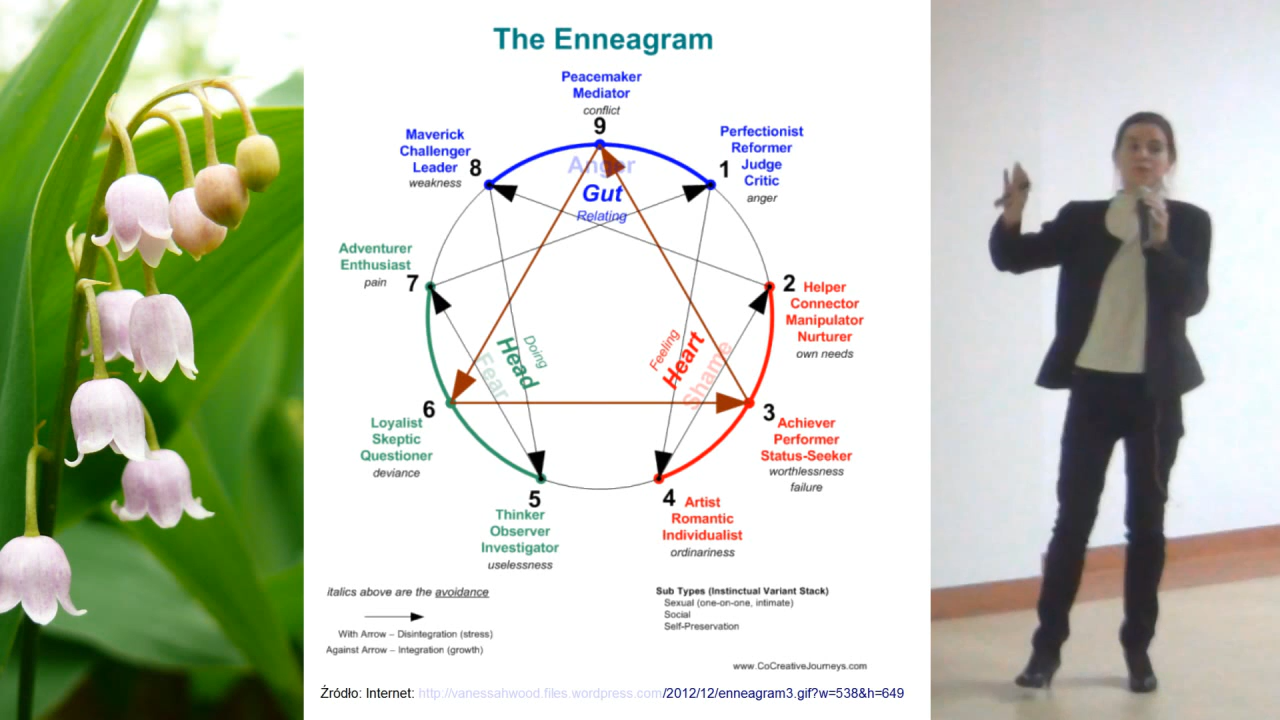 The Enneagram
Peacemaker
Mediator
conflict
9
Maverick
Challenger
Leader
weakness
8
Perfectionist
Reformer
Judge
Critic
anger
1
Anger
Gut
Relating
Adventurer
Enthusiast
pain
7
2
Helper
Connector
Manipulator
Nurturer
own needs
Doing
Head
Fear
Feeling
Heart
Shame
6
Loyalist
Skeptic
Questioner
deviance
3
Achiever
Performer
Status-Seeker
worthlessness
failure
5
Thinker
Observer
Investigator
uselessness
4
Artist
Romantic
Individualist
ordinariness
italics above are the avoidance
With Arrow – Disintegration (stress)
Against Arrow – Integration (growth)
Sub Types (Instinctual Variant Stack)
Sexual (one-on-one, intimate)
Social
Self-Preservation
www.CoCreativeJourneys.com
Źródło: Internet: http://vanessahwood.files.wordpress.com/2012/12/enneagram3.gif?w=538&h=649